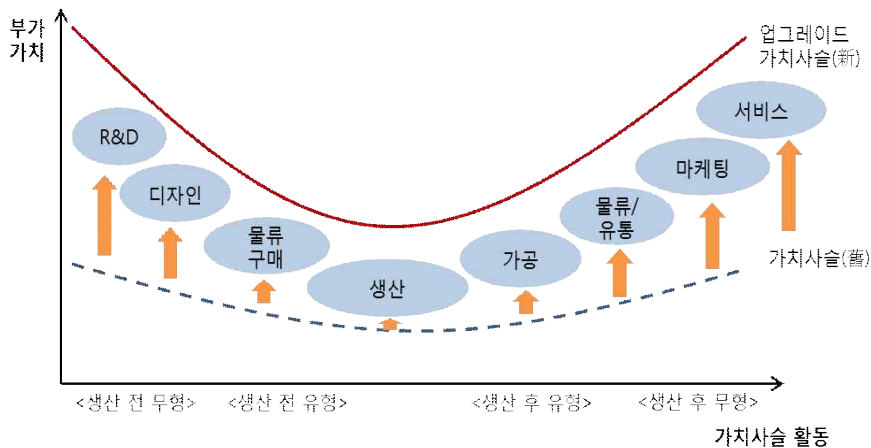 부가
가치
업그레이드
가치사슬(新)
R&D
디자인
물류
구매
생산
가공
물류/
유통
마케팅
서비스
가치사슬(舊)
<생산 전 무형>
<생산 전 유형>
<생산 후 유형>
<생산 후 무형>
가치사슬 활동